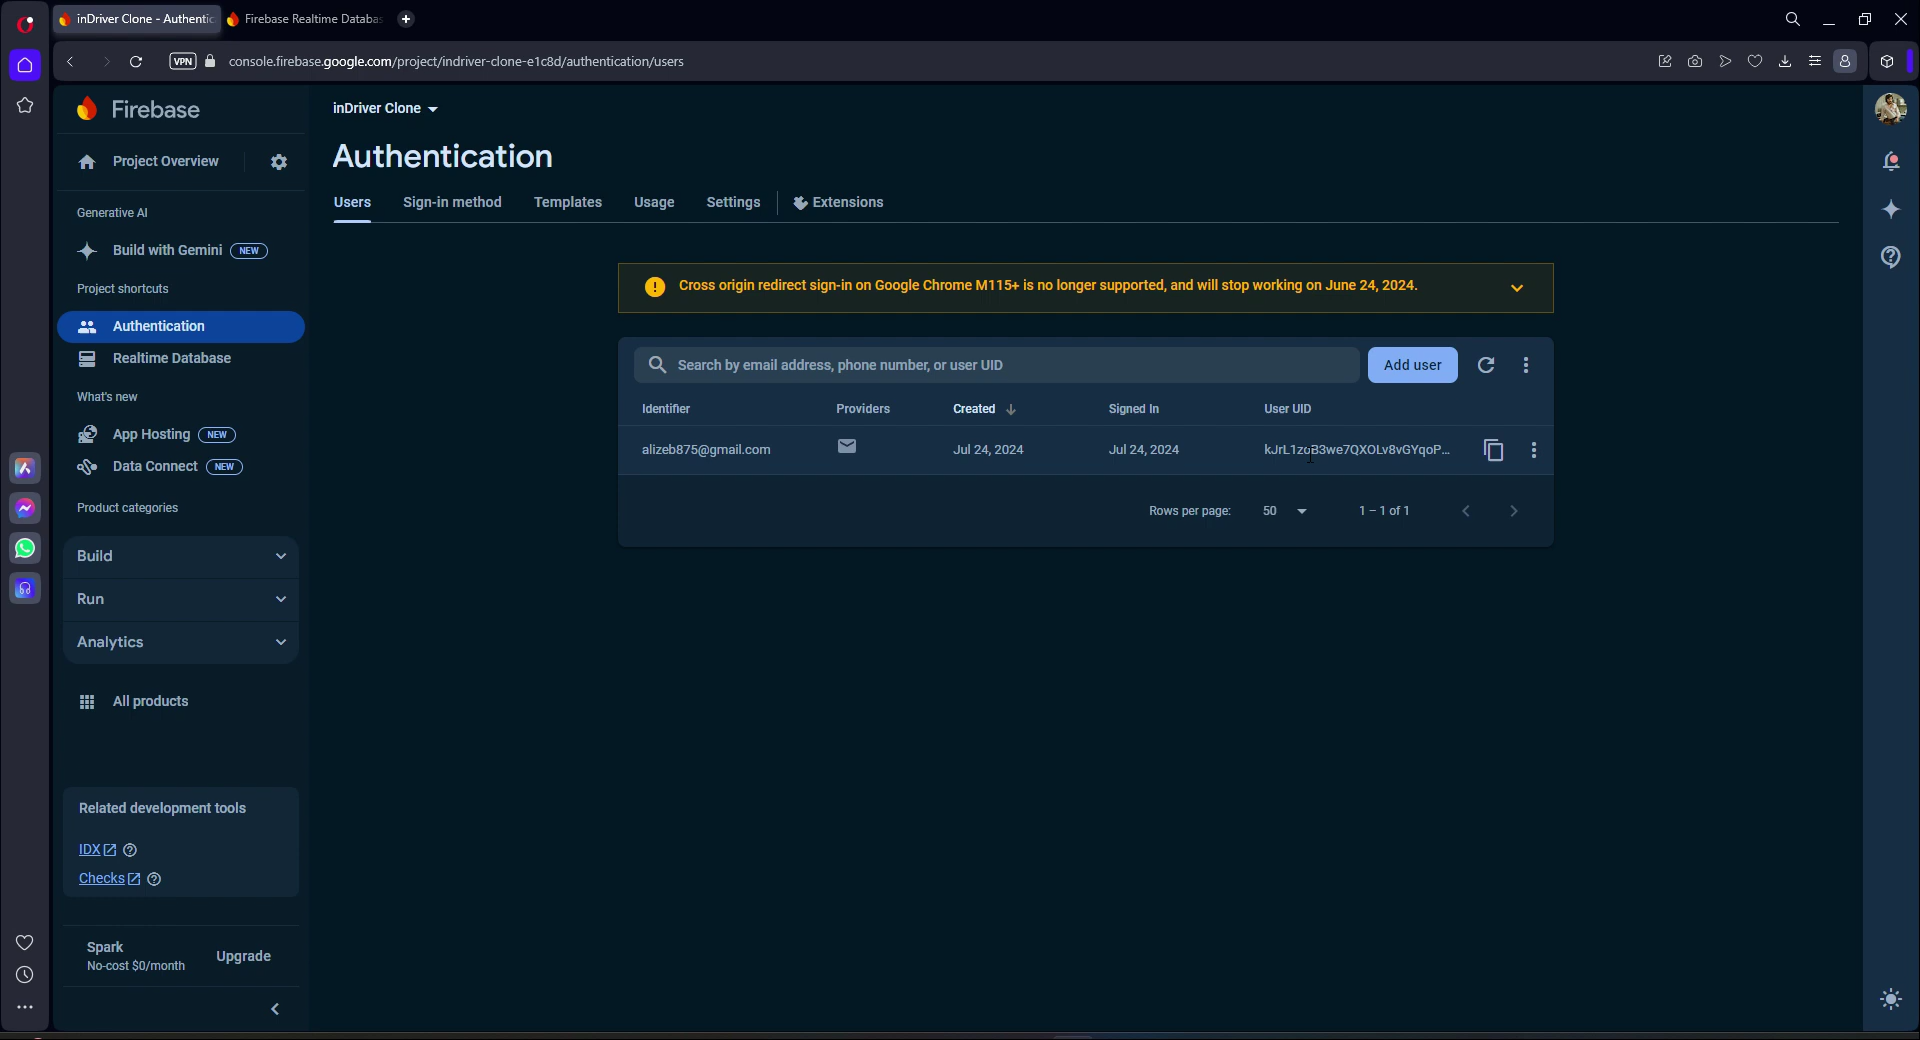 inDriver Clone - Authentic
Firebase Realtime Databa
VPN
console.firebase.google.com/project/indriver-clone-e1c8d/authentication/users
Firebase
Project Overview
Generative AI
Build with Gemini NEW
Project shortcuts
Authentication
Realtime Database
What's new
App Hosting NEW
Data Connect NEW
Product categories
Build
Run
Analytics
All products
Related development tools
IDX
Checks
Spark
No-cost $0/month
Upgrade
inDriver Clone
Authentication
Users Sign-in method Templates Usage Settings Extensions
Cross origin redirect sign-in on Google Chrome M115+ is no longer supported, and will stop working on June 24, 2024.
Search by email address, phone number, or user UID
Add user
Identifier Providers Created Signed In User UID
alizeb875@gmail.com Jul 24, 2024 Jul 24, 2024
Rows per page: 50 1 – 1 of 1